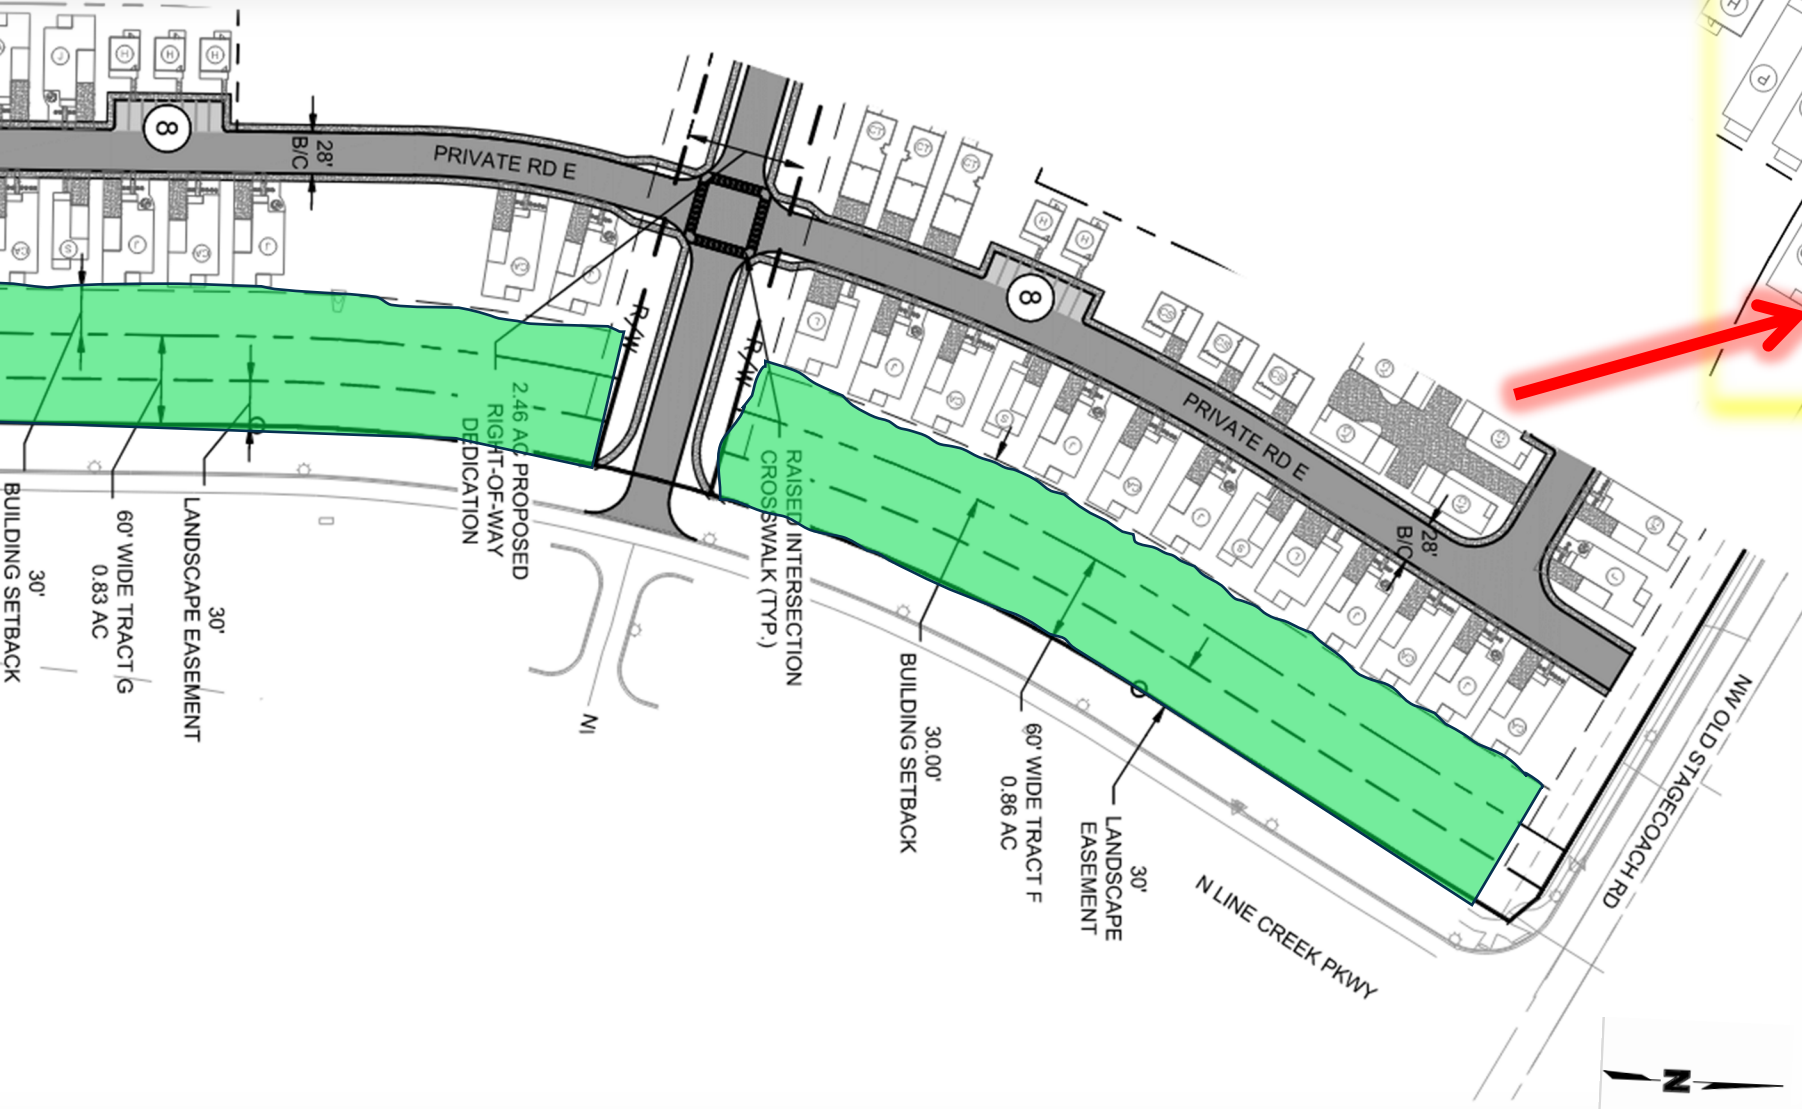 H
H
H
J
8
28'
B/C
PRIVATE RD E
S
J
J
R/W
R/W
2.46 AC PROPOSED
RIGHT-OF-WAY
DEDICATION
RAISED INTERSECTION
CROSSWALK (TYP.)
30'
BUILDING SETBACK
60' WIDE TRACT G
0.83 AC
30'
LANDSCAPE EASEMENT
H
H
8
PRIVATE RD E
28'
B/C
P
H
30.00'
BUILDING SETBACK
60' WIDE TRACT F
0.86 AC
30'
LANDSCAPE
EASEMENT
N LINE CREEK PKWY
NW OLD STAGECOACH RD
N